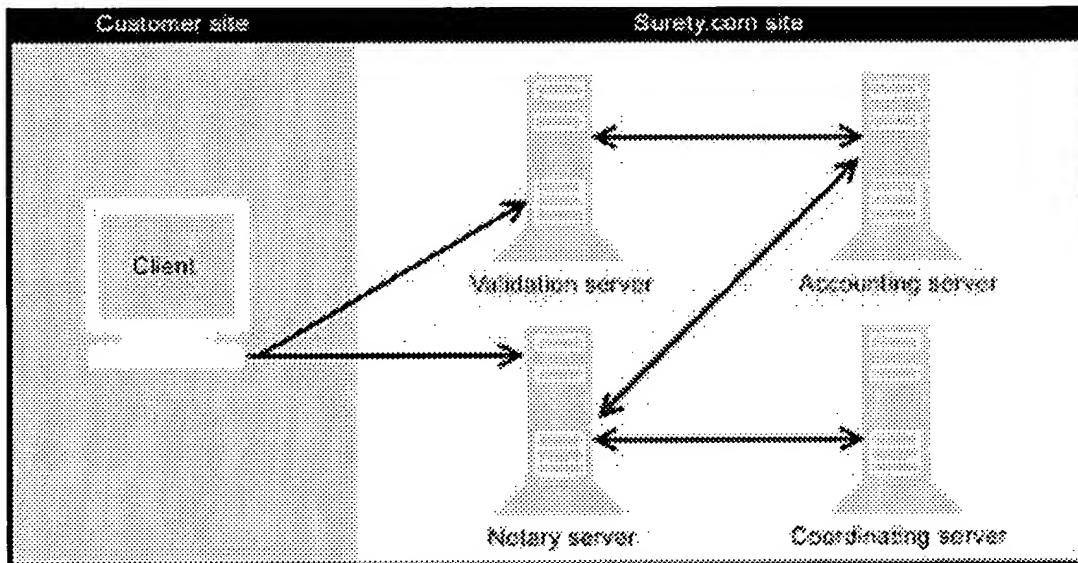 Customer site
Surety.com site
Client
Validation server
Accounting server
Notary server
Coordinating server